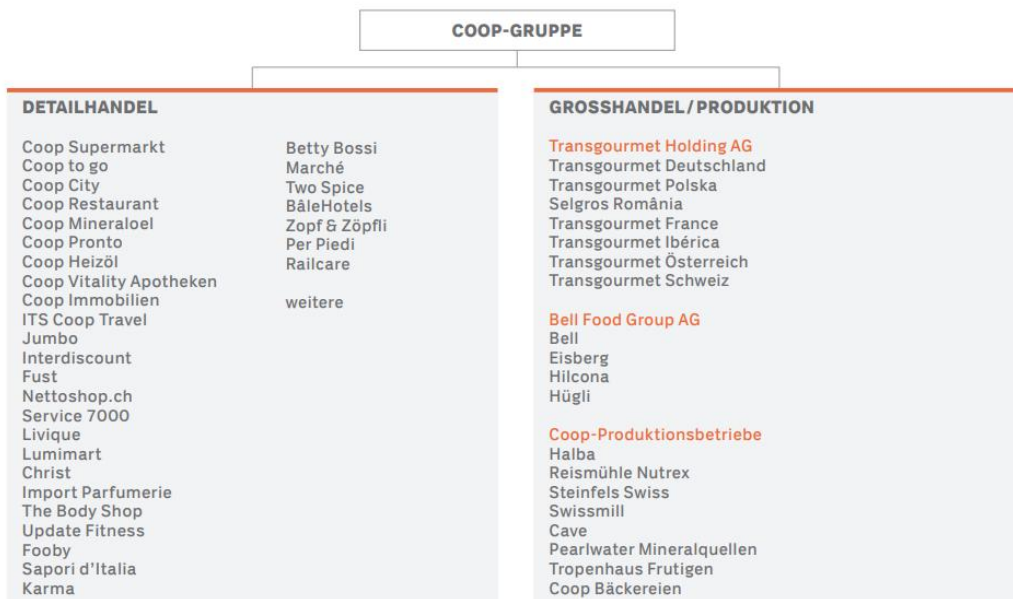 COOP-GRUPPE
DETAILHANDEL
Coop Supermarkt
Coop to go
Coop City
Coop Restaurant
Coop Mineraloel
Coop Pronto
Coop Heizöl
Coop Vitality Apotheken
Coop Immobilien
ITS Coop Travel
Jumbo
Interdiscount
Fust
Nettoshop.ch
Service 7000
Livique
Lumimart
Christ
Import Parfumerie
The Body Shop
Update Fitness
Fooby
Sapori d'Italia
Karma
Betty Bossi
Marché
Two Spice
BâleHotels
Zopf & Zöpfli
Per Piedi
Railcare
weitere
GROSSHANDEL/PRODUKTION
Transgourmet Holding AG
Transgourmet Deutschland
Transgourmet Polska
Selgros România
Transgourmet France
Transgourmet Ibérica
Transgourmet Österreich
Transgourmet Schweiz
Bell Food Group AG
Bell
Eisberg
Hilcona
Hügli
Coop-Produktionsbetriebe
Halba
Reismühle Nutrex
Steinfels Swiss
Swissmill
Cave
Pearlwater Mineralquellen
Tropenhaus Frutigen
Coop Bäckereien